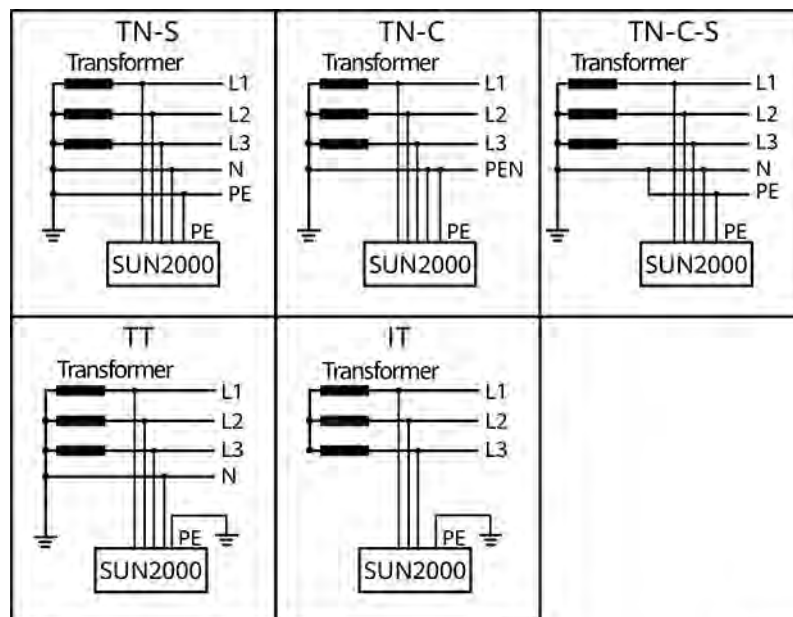 TN-S
Transformer
L1
L2
L3
N
PE
PE
SUN2000
TN-C
Transformer
L1
L2
L3
PEN
PE
SUN2000
TN-C-S
Transformer
L1
L2
L3
N
PE
PE
SUN2000
TT
Transformer
L1
L2
L3
N
PE
SUN2000
IT
Transformer
L1
L2
L3
PE
SUN2000